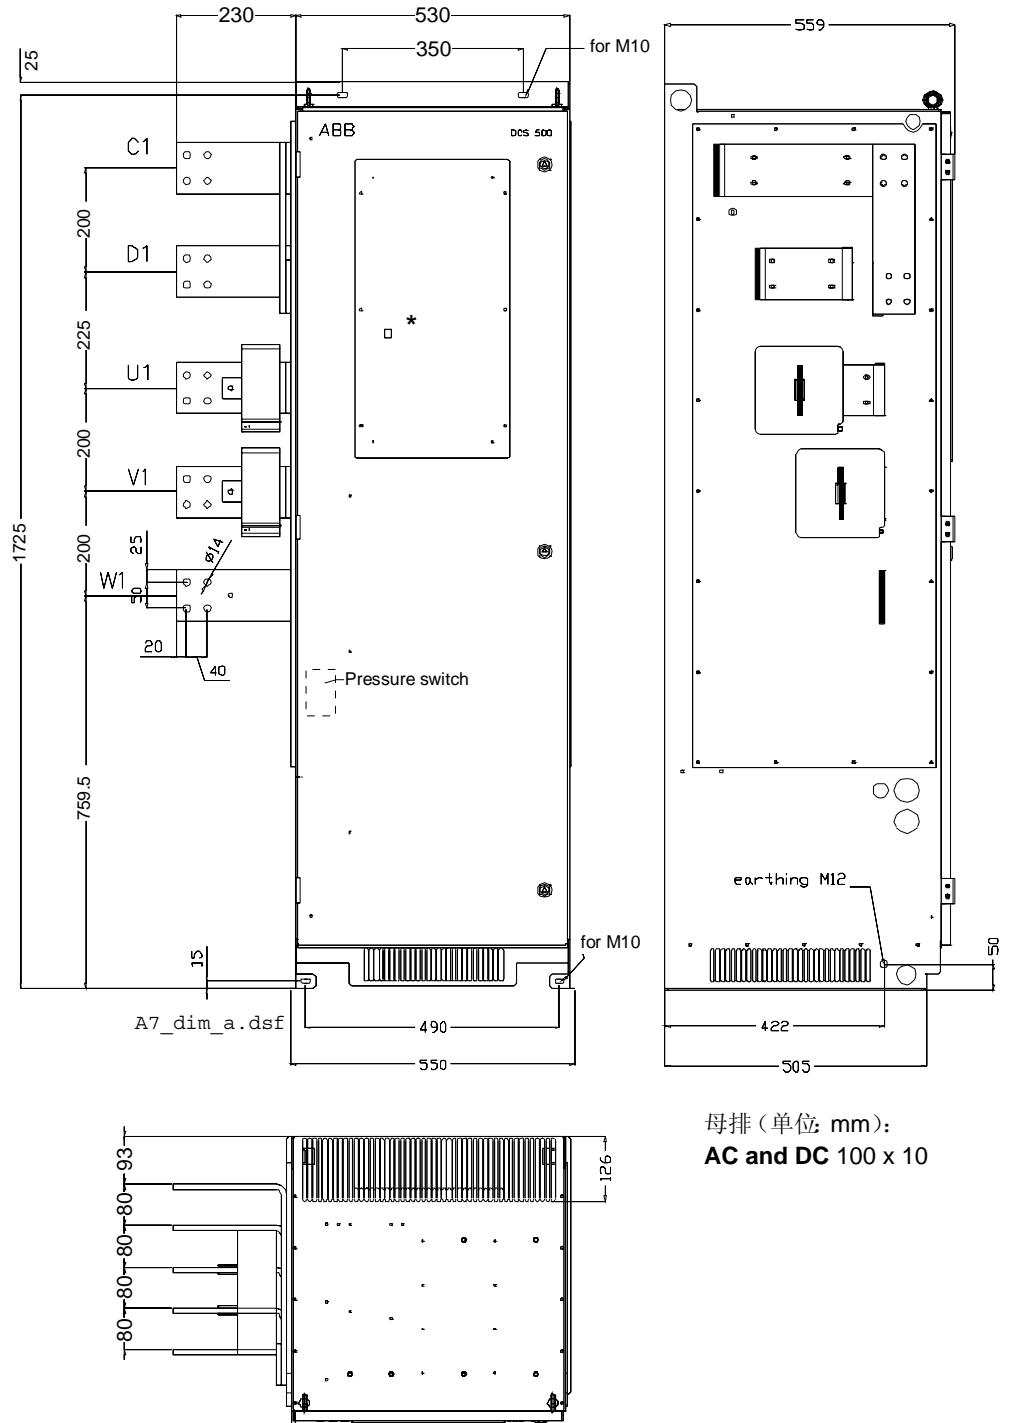 230
530
559
350
for M10
25
ABB
DCS 500
C1
200
D1
225
*
U1
200
V1
1725
200
25
ø14
W1
50
20
40
Pressure switch
759.5
earthing M12
for M10
15
50
A7_dim_a.dsf
490
422
550
505
母排（单位: mm）:
AC and DC 100 x 10
93
126
80
80
80
80